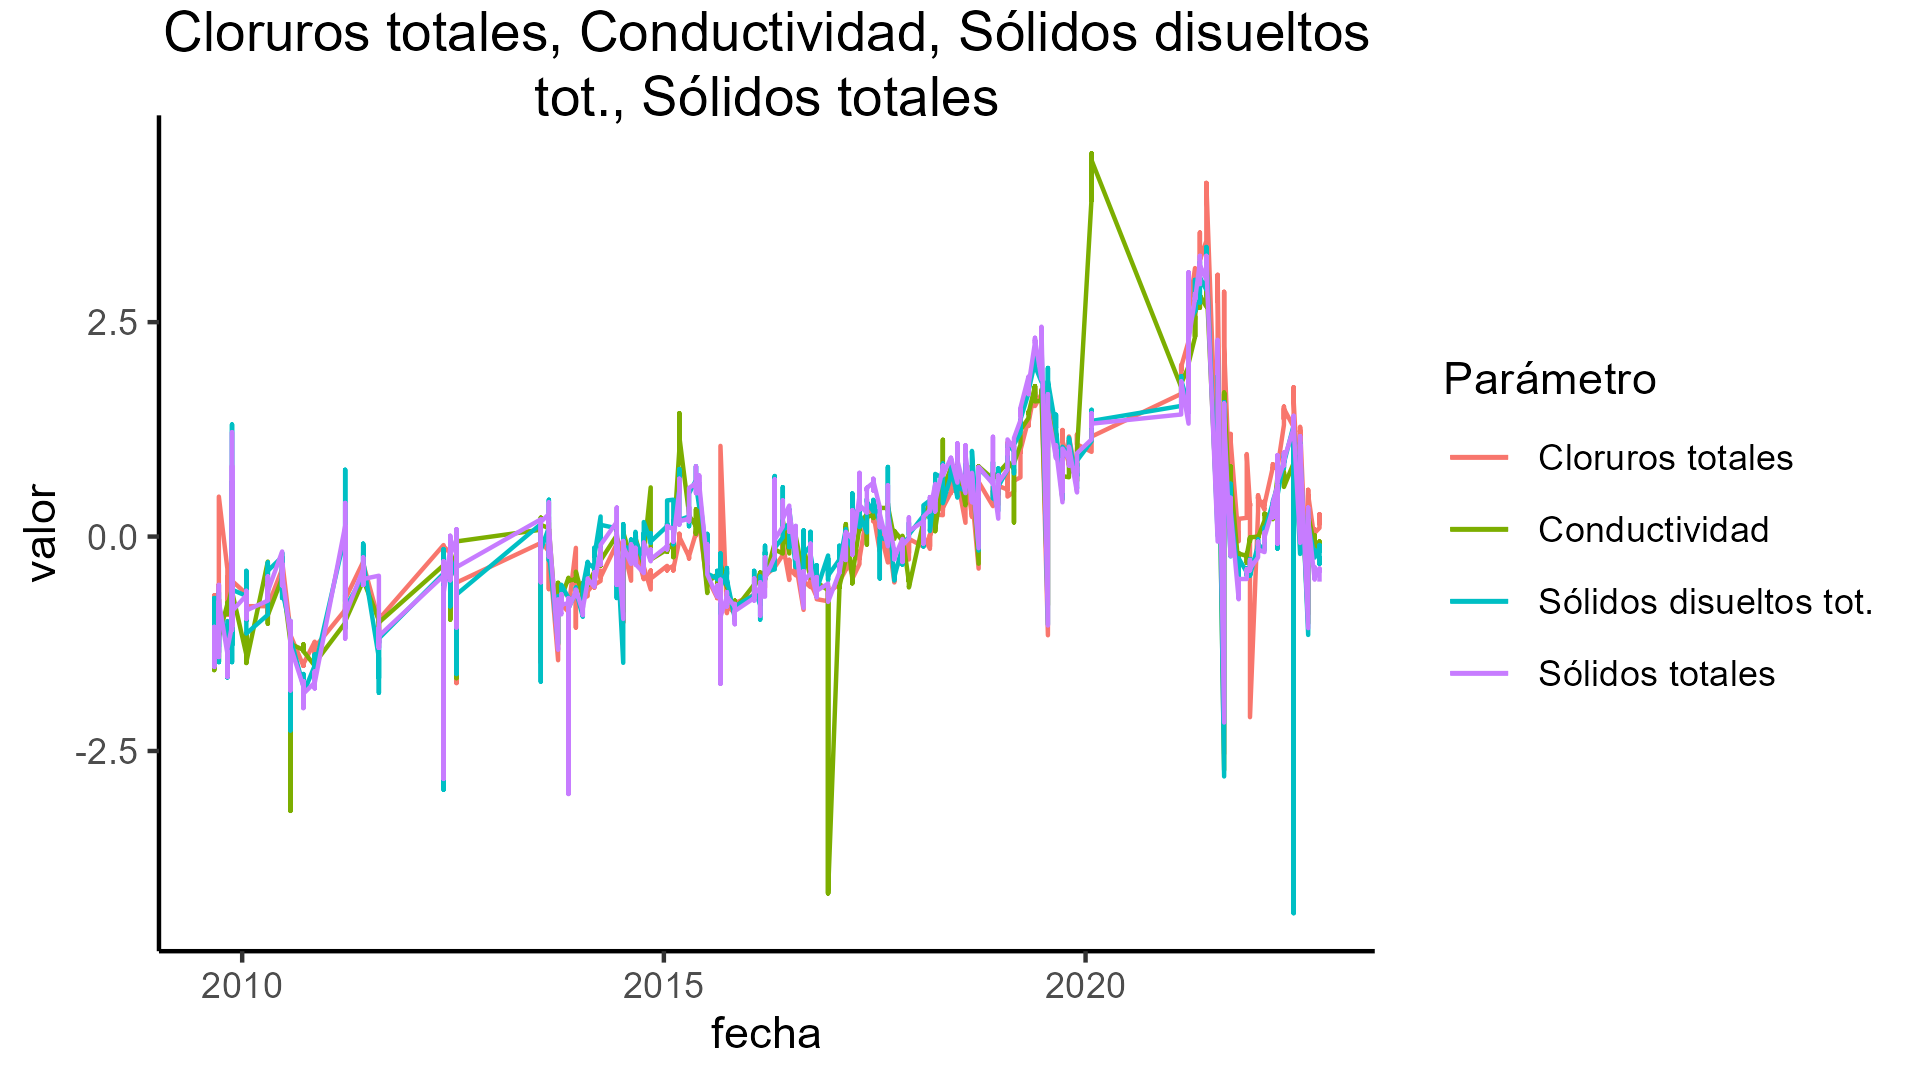 Cloruros totales, Conductividad, Sólidos disueltos
tot., Sólidos totales
valor
2.5
0.0
-2.5
2010
2015
2020
fecha
Parámetro
Cloruros totales
Conductividad
Sólidos disueltos tot.
Sólidos totales